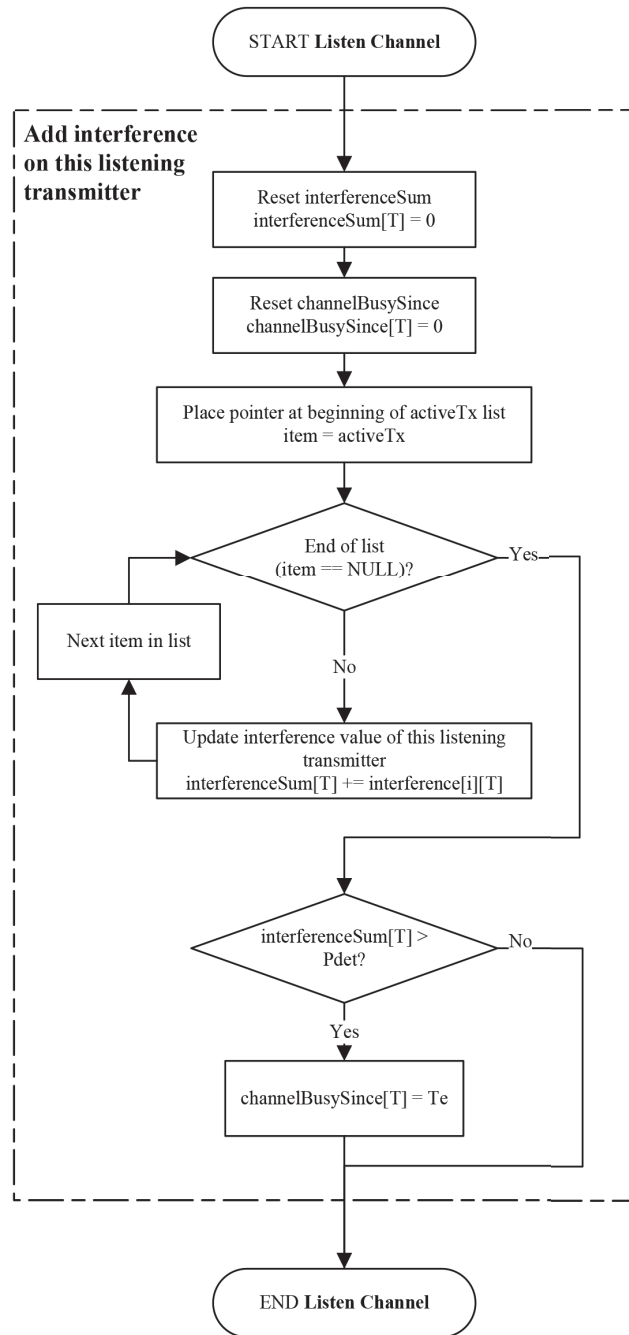 START Listen Channel
Add interference
on this listening
transmitter
Reset interferenceSum
interferenceSum[T] = 0
Reset channelBusySince
channelBusySince[T] = 0
Place pointer at beginning of activeTx list
item = activeTx
End of list
(item == NULL)?
Yes
Next item in list
No
Update interference value of this listening
transmitter
interferenceSum[T] += interference[i][T]
interferenceSum[T] >
Pdet?
No
Yes
channelBusySince[T] = Te
END Listen Channel